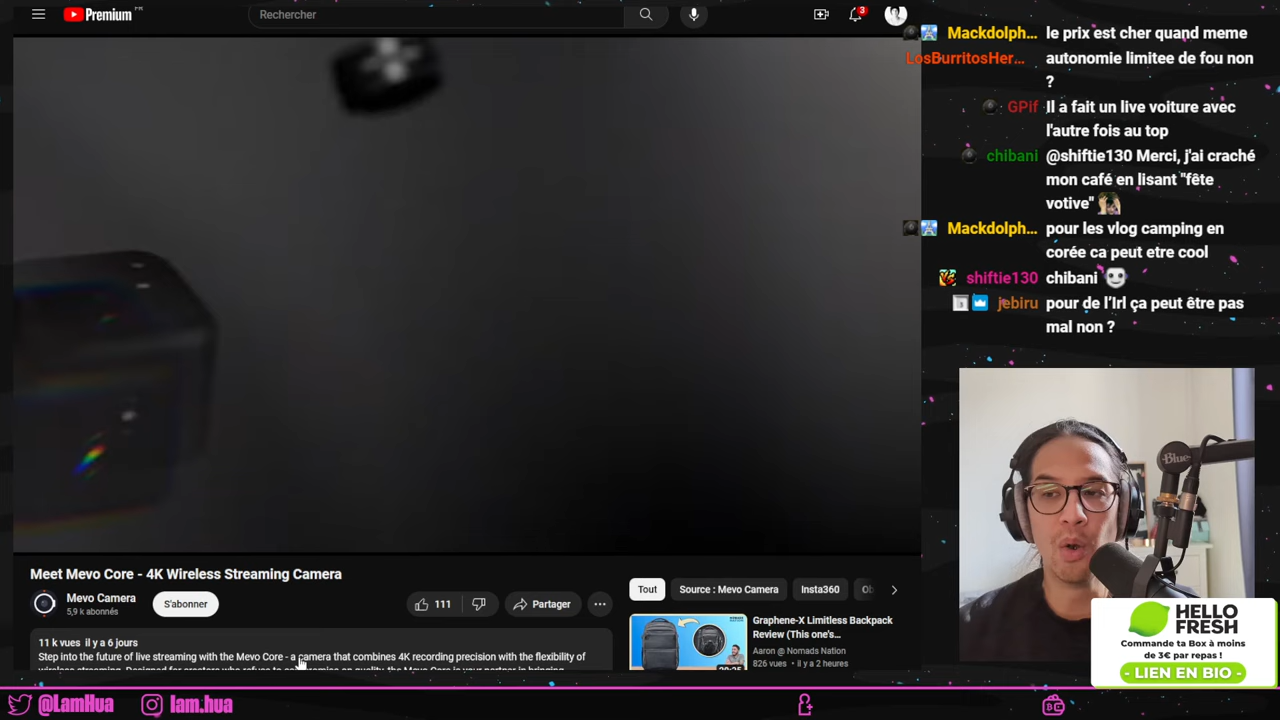 Premium FR
Rechercher
3
Meet Mevo Core - 4K Wireless Streaming Camera
Mevo Camera
5,9 k abonnés
S'abonner
111
Partager
11 k vues il y a 6 jours
Step into the future of live streaming with the Mevo Core - a camera that combines 4K recording precision with the flexibility of
Tout
Source : Mevo Camera
Insta360
Graphene-X Limitless Backpack
Review (This one's...
Aaron @ Nomads Nation
826 vues • il y a 2 heures
Mackdolph... le prix est cher quand meme
LosBurritosHer... autonomie limitee de fou non
?
GPif Il a fait un live voiture avec
l'autre fois au top
chibani @shiftie130 Merci, j'ai craché
mon café en lisant "fête
votive"
Mackdolph... pour les vlog camping en
corée ca peut etre cool
shiftie130 chibani
jebiru pour de l’Irl ça peut être pas
mal non ?
Blue
HELLO
FRESH
Commande ta Box à moins
de 3€ par repas !
- LIEN EN BIO -
@LamHua
lam.hua